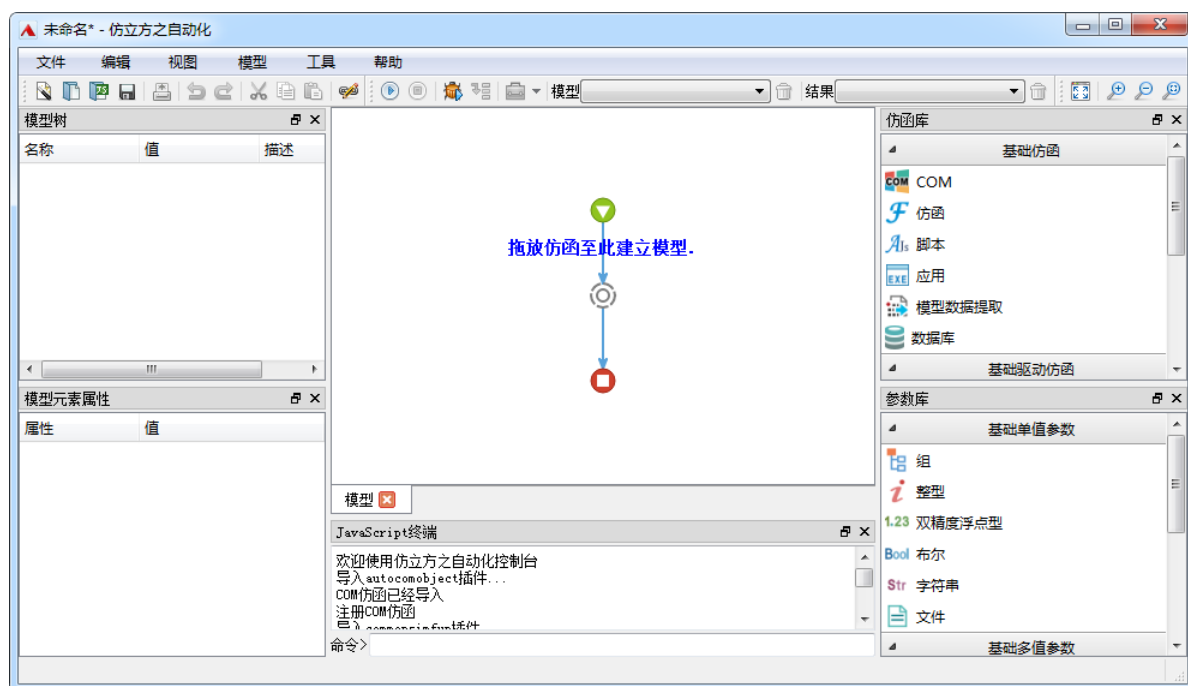 未命名* - 仿立方之自动化
文件 编辑 视图 模型 工具 帮助
模型 结果
模型树
名称 值 描述
模型元素属性
属性 值
拖放仿函至此建立模型.
模型
JavaScript终端
欢迎使用仿立方之自动化控制台
导入autocomobject插件...
COM仿函已经导入
注册COM仿函
命令>
仿函库
基础仿函
COM COM
仿函
AJs 脚本
EXE 应用
模型数据提取
数据库
基础驱动仿函
参数库
基础单值参数
组
i 整型
1.23 双精度浮点型
Bool 布尔
Str 字符串
文件
基础多值参数